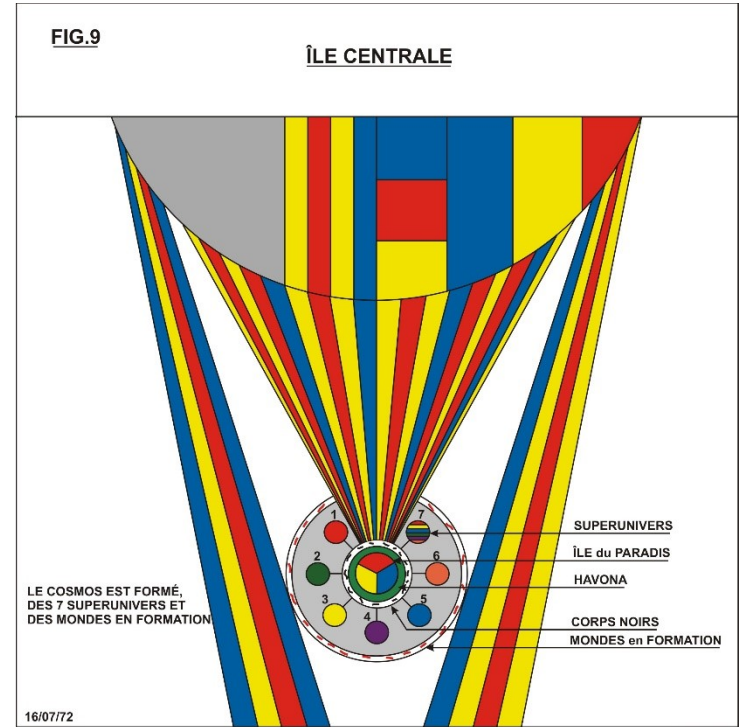 FIG.9
ÎLE CENTRALE
1
7
2
6
3
5
4
SUPERUNIVERS
ÎLE du PARADIS
HAVONA
CORPS NOIRS
MONDES en FORMATION
LE COSMOS EST FORMÉ,
DES 7 SUPERUNIVERS ET
DES MONDES EN FORMATION
16/07/72